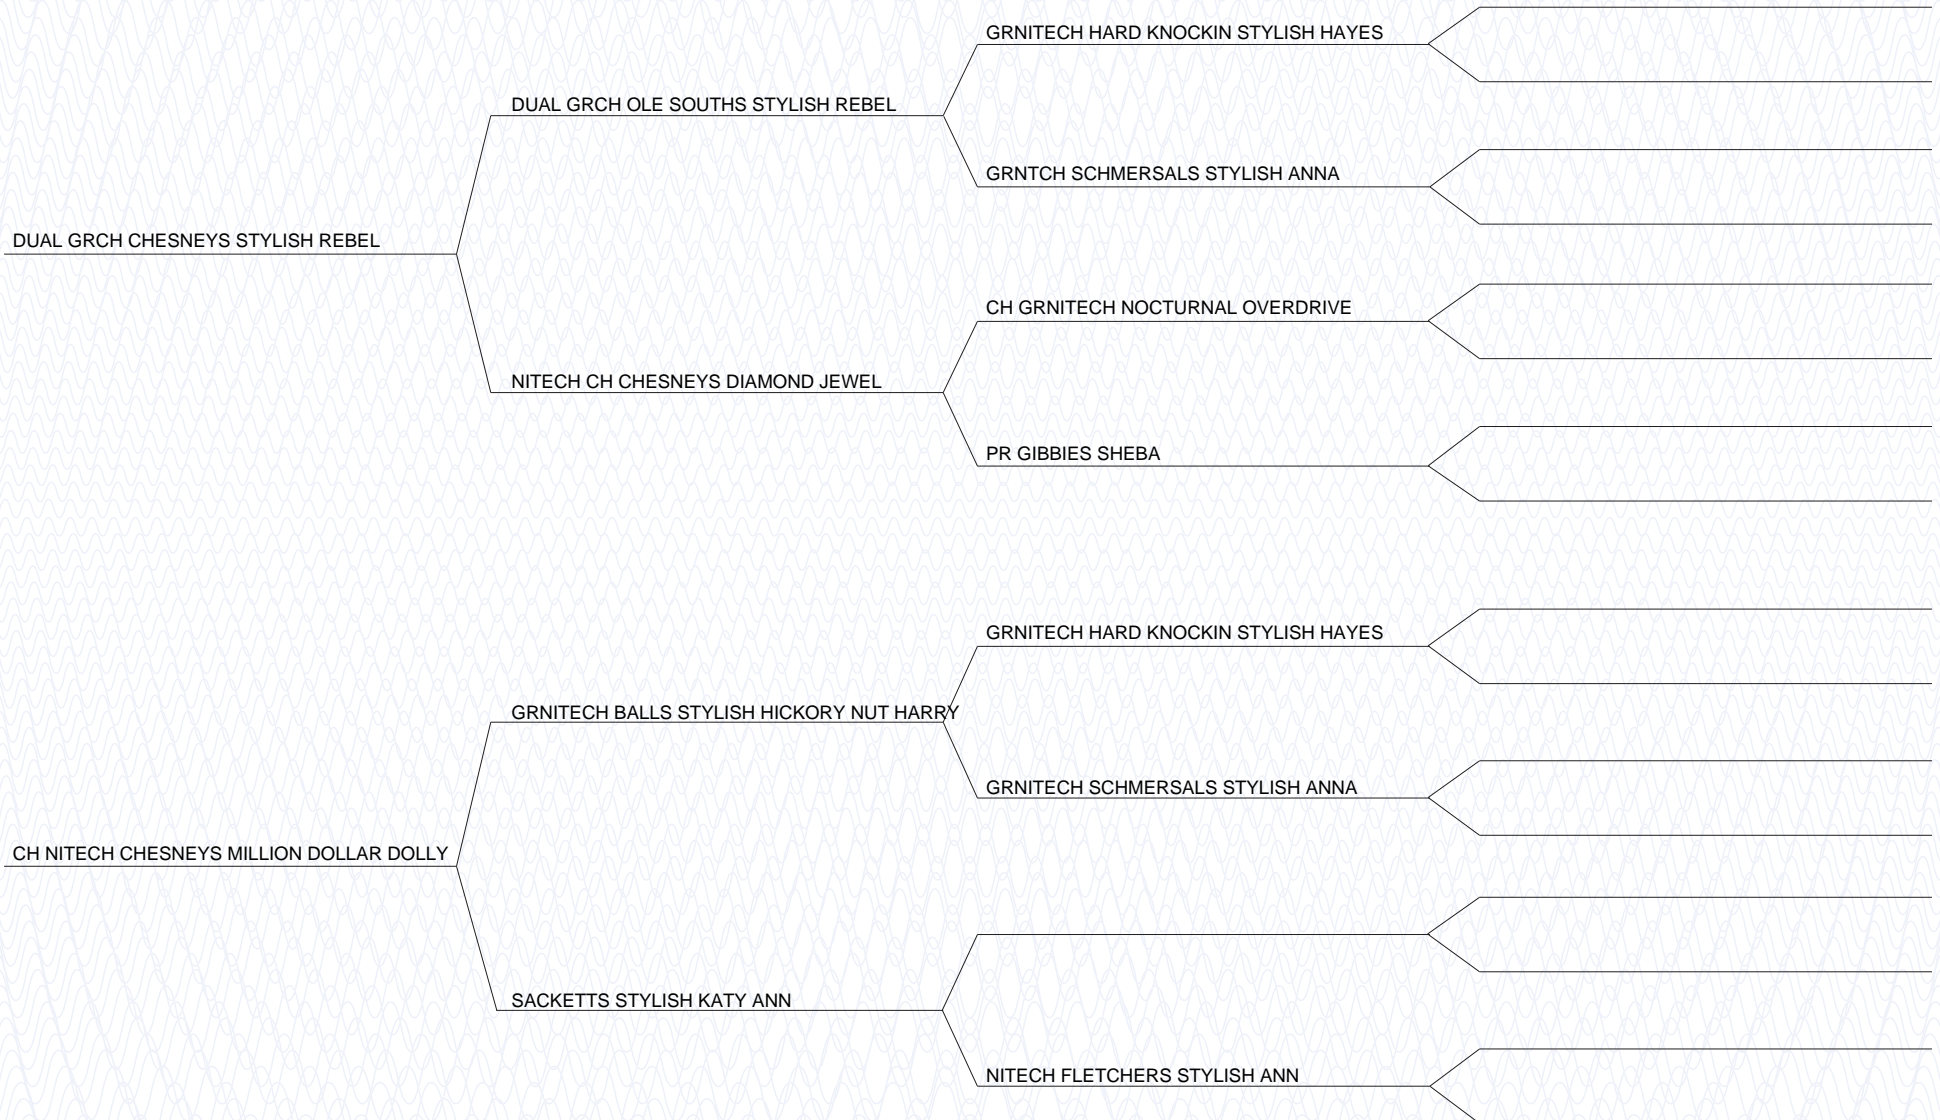 GRNITECH HARD KNOCKIN STYLISH HAYES
DUAL GRCH OLE SOUTHS STYLISH REBEL
GRNTCH SCHMERSALS STYLISH ANNA
DUAL GRCH CHESNEYS STYLISH REBEL
CH GRNITECH NOCTURNAL OVERDRIVE
NITECH CH CHESNEYS DIAMOND JEWEL
PR GIBBIES SHEBA
GRNITECH HARD KNOCKIN STYLISH HAYES
GRNITECH BALLS STYLISH HICKORY NUT HARRY
GRNITECH SCHMERSALS STYLISH ANNA
CH NITECH CHESNEYS MILLION DOLLAR DOLLY
SACKETTS STYLISH KATY ANN
NITECH FLETCHERS STYLISH ANN